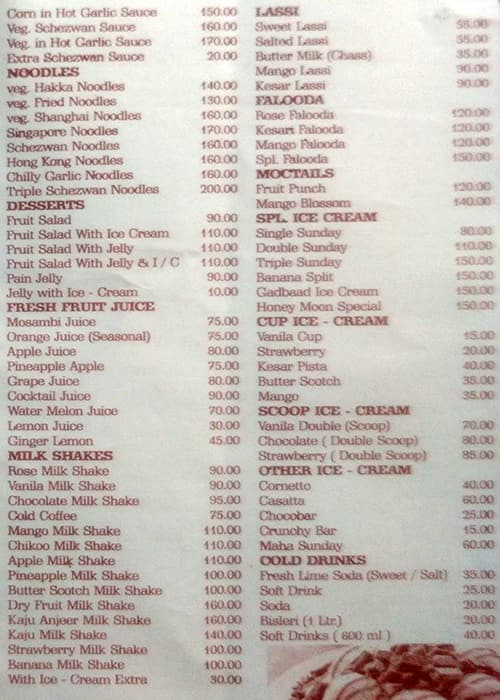 Corn in Hot Garlic Sauce 150.00
Veg. Schezwan Sauce 160.00
Veg. in Hot Garlic Sauce 170.00
Extra Schezwan Sauce 20.00
NOODLES
veg. Hakka Noodles 140.00
veg. Fried Noodles 130.00
veg. Shanghai Noodles 160.00
Singapore Noodles 170.00
Schezwan Noodles 160.00
Hong Kong Noodles 160.00
Chilly Garlic Noodles 160.00
Triple Schezwan Noodles 200.00
DESSERTS
Fruit Salad 90.00
Fruit Salad With Ice Cream 110.00
Fruit Salad With Jelly 110.00
Fruit Salad With Jelly & I / C 110.00
Pain Jelly 90.00
Jelly with Ice - Cream 10.00
FRESH FRUIT JUICE
Mosambi Juice 75.00
Orange Juice (Seasonal) 75.00
Apple Juice 80.00
Pineapple Apple 75.00
Grape Juice 80.00
Cocktail Juice 90.00
Water Melon Juice 70.00
Lemon Juice 30.00
Ginger Lemon 45.00
MILK SHAKES
Rose Milk Shake 90.00
Vanila Milk Shake 90.00
Chocolate Milk Shake 95.00
Cold Coffee 75.00
Mango Milk Shake 110.00
Chikoo Milk Shake 110.00
Apple Milk Shake 110.00
Pineapple Milk Shake 100.00
Butter Scotch Milk Shake 100.00
Dry Fruit Milk Shake 160.00
Kaju Anjeer Milk Shake 160.00
Kaju Milk Shake 140.00
Strawberry Milk Shake 100.00
Banana Milk Shake 100.00
With Ice - Cream Extra 30.00
LASSI
Sweet Lassi 55.00
Salted Lassi 55.00
Butter Milk (Chass) 35.00
Mango Lassi 90.00
Kesar Lassi 90.00
FALOODA
Rose Falooda 120.00
Kesari Falooda 120.00
Mango Falooda 120.00
Spl. Falooda 150.00
MOCTAILS
Fruit Punch 120.00
Mango Blossom 140.00
SPL. ICE CREAM
Single Sunday 80.00
Double Sunday 110.00
Triple Sunday 150.00
Banana Split 150.00
Gadbaad Ice Cream 150.00
Honey Moon Special 150.00
CUP ICE - CREAM
Vanila Cup 15.00
Strawberry 20.00
Kesar Pista 40.00
Butter Scotch 35.00
Mango 35.00
SCOOP ICE - CREAM
Vanila Double (Scoop) 70.00
Chocolate ( Double Scoop) 80.00
Strawberry ( Double Scoop) 85.00
OTHER ICE - CREAM
Cornetto 40.00
Casatta 60.00
Chocobar 25.00
Crunchy Bar 15.00
Maha Sunday 60.00
COLD DRINKS
Fresh Lime Soda (Sweet / Salt) 35.00
Soft Drink 25.00
Soda 20.00
Bisleri (1 Ltr.) 20.00
Soft Drinks ( 600 ml ) 40.00